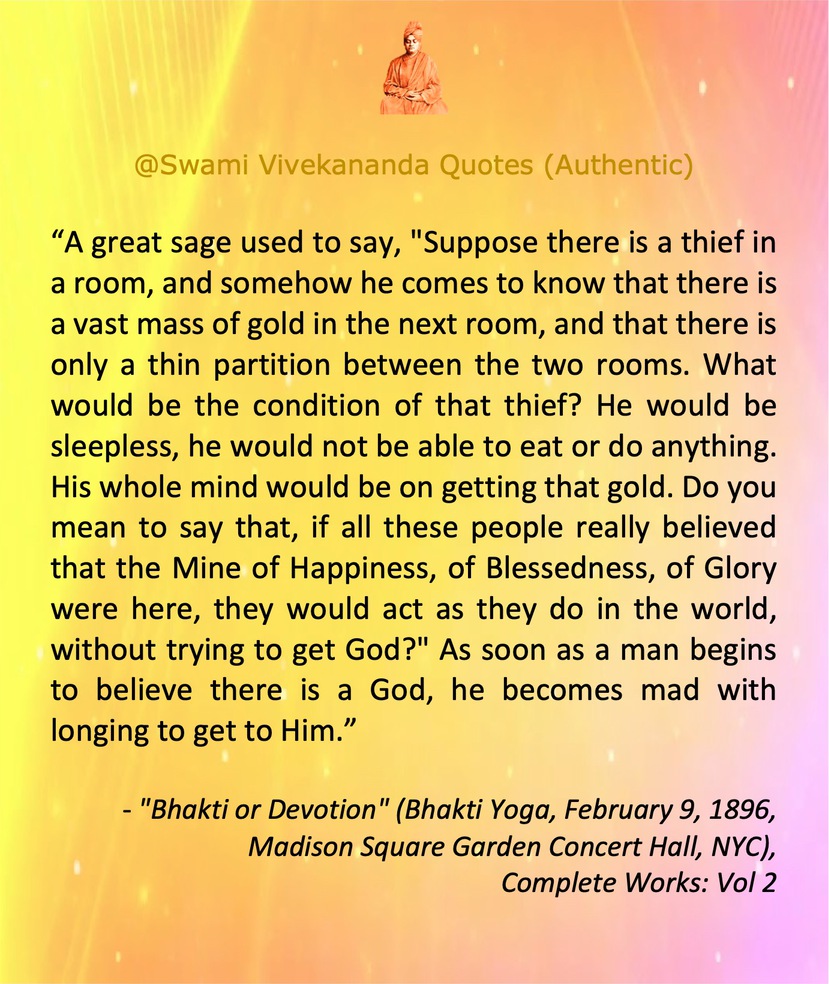 @Swami Vivekananda Quotes (Authentic)
“A great sage used to say, "Suppose there is a thief in
a room, and somehow he comes to know that there is
a vast mass of gold in the next room, and that there is
only a thin partition between the two rooms. What
would be the condition of that thief? He would be
sleepless, he would not be able to eat or do anything.
His whole mind would be on getting that gold. Do you
mean to say that, if all these people really believed
that the Mine of Happiness, of Blessedness, of Glory
were here, they would act as they do in the world,
without trying to get God?" As soon as a man begins
to believe there is a God, he becomes mad with
longing to get to Him.”
- "Bhakti or Devotion" (Bhakti Yoga, February 9, 1896,
Madison Square Garden Concert Hall, NYC),
Complete Works: Vol 2